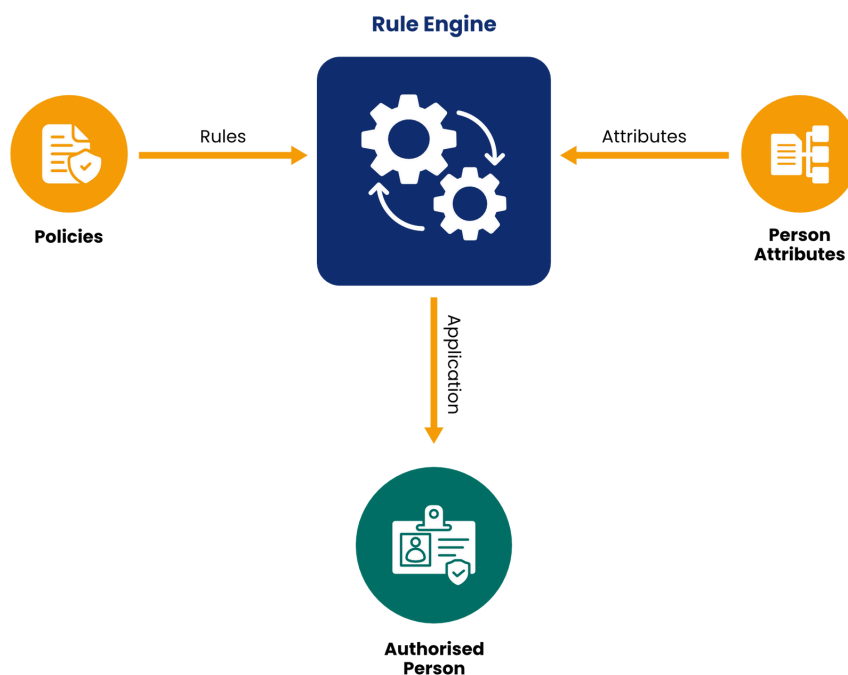 Rule Engine
Rules
Attributes
Policies
Person
Attributes
Application
Authorised
Person